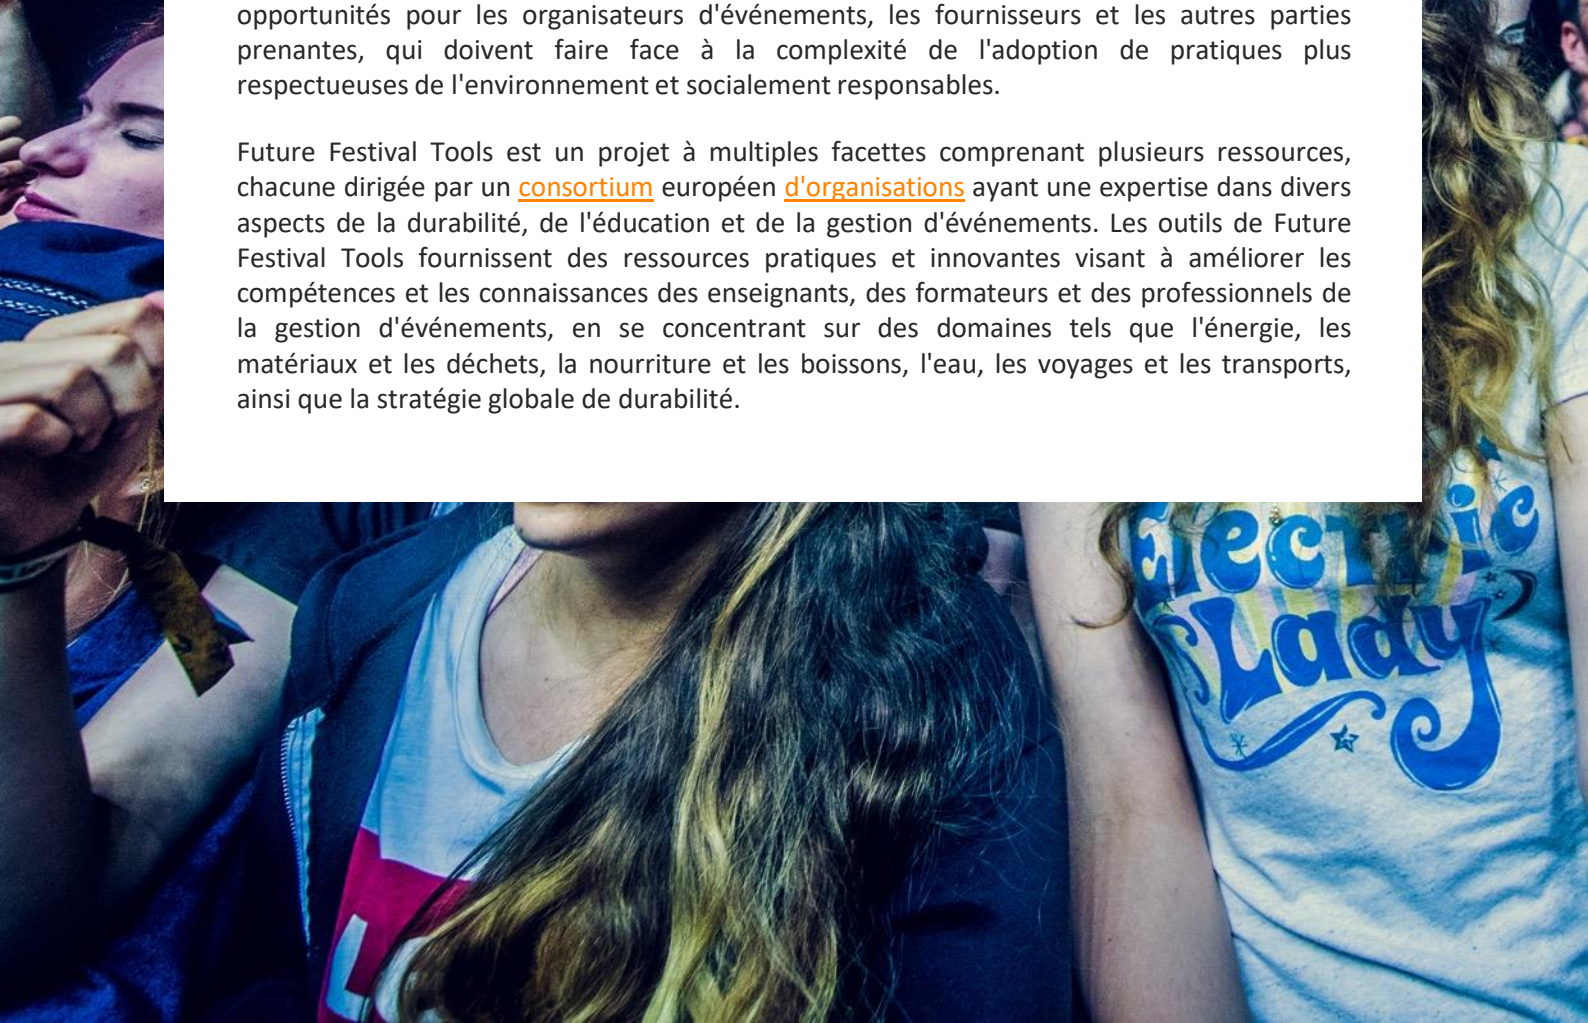 opportunités pour les organisateurs d'événements, les fournisseurs et les autres parties
prenantes, qui doivent faire face à la complexité de l'adoption de pratiques plus
respectueuses de l'environnement et socialement responsables.
Future Festival Tools est un projet à multiples facettes comprenant plusieurs ressources,
chacune dirigée par un consortium européen d'organisations ayant une expertise dans divers
aspects de la durabilité, de l'éducation et de la gestion d'événements. Les outils de Future
Festival Tools fournissent des ressources pratiques et innovantes visant à améliorer les
compétences et les connaissances des enseignants, des formateurs et des professionnels de
la gestion d'événements, en se concentrant sur des domaines tels que l'énergie, les
matériaux et les déchets, la nourriture et les boissons, l'eau, les voyages et les transports,
ainsi que la stratégie globale de durabilité.
Electric
Lady